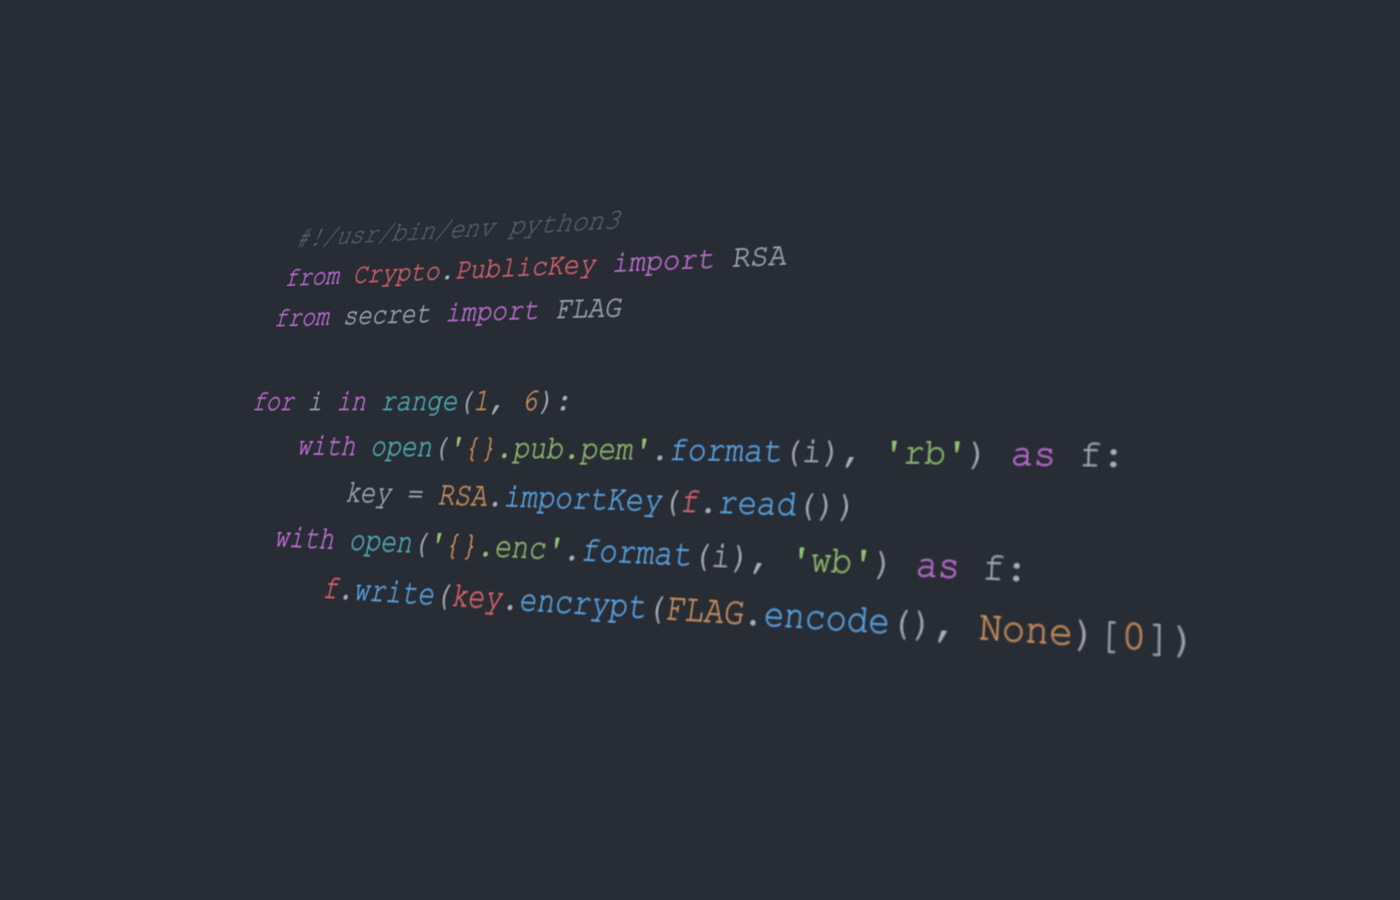 #!/usr/bin/env python3
from Crypto.PublicKey import RSA
from secret import FLAG
for i in range(1, 6):
with open('{}.pub.pem'.format(i), 'rb') as f:
key = RSA.importKey(f.read())
with open('{}.enc'.format(i), 'wb') as f:
f.write(key.encrypt(FLAG.encode(), None)[0])